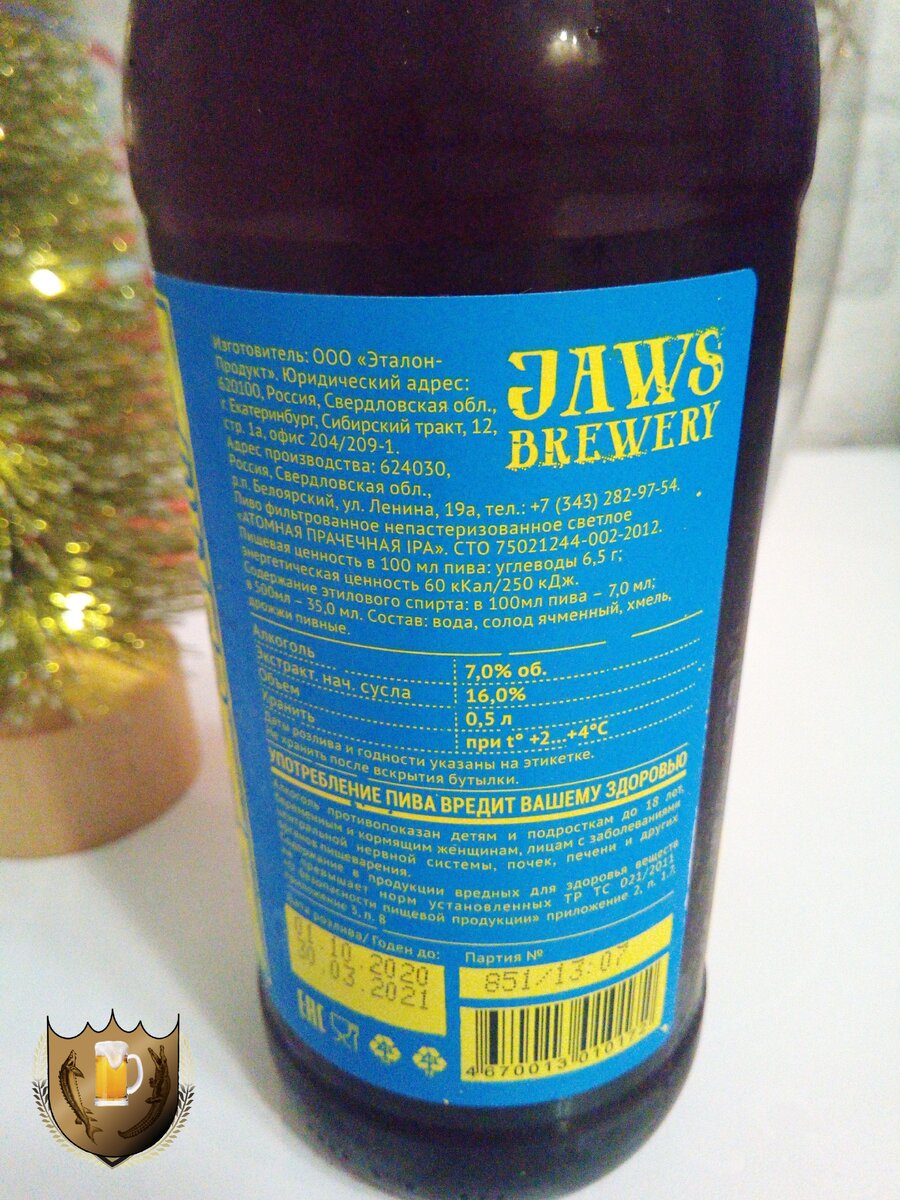 Изготовитель: ООО «Эталон-
Продукт». Юридический адрес:
620100, Россия, Свердловская обл.,
г. Екатеринбург, Сибирский тракт, 12,
стр. 1а, офис 204/209-1.
Адрес производства: 624030,
Россия, Свердловская обл.,
р.п. Белоярский, ул. Ленина, 19а, тел.: +7 (343) 282-97-54.
JAWS
BREWERY
Пиво фильтрованное непастеризованное светлое
«АТОМНАЯ ПРАЧЕЧНАЯ IPA». СТО 75021244-002-2012.
Пищевая ценность в 100 мл пива: углеводы 6,5 г;
энергетическая ценность 60 кКал/250 кДж.
Содержание этилового спирта: в 100мл пива – 7,0 мл;
в 500мл – 35,0 мл. Состав: вода, солод ячменный, хмель,
дрожжи пивные.
Алкоголь 7,0% об.
Экстракт. нач. сусла 16,0%
Объем 0,5 л
Хранить при t° +2...+4°С
Даты розлива и годности указаны на этикетке.
Не хранить после вскрытия бутылки.
УПОТРЕБЛЕНИЕ ПИВА ВРЕДИТ ВАШЕМУ ЗДОРОВЬЮ
Алкоголь противопоказан детям и подросткам до 18 лет,
беременным и кормящим женщинам, лицам с заболеваниями
центральной нервной системы, почек, печени и других
органов пищеварения.
Содержание в продукции вредных для здоровья веществ
не превышает норм установленных ТР ТС 021/2011
«О безопасности пищевой продукции» приложение 2, п. 1.7,
приложение 3, п. 8
Дата розлива/ Годен до:
01.10.2020
30.03.2021
Партия №
851/13:07
EAC
4 670013 01017